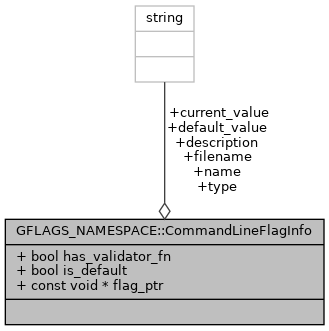 string
+current_value
+default_value
+description
+filename
+name
+type
GFLAGS_NAMESPACE::CommandLineFlagInfo
+ bool has_validator_fn
+ bool is_default
+ const void * flag_ptr